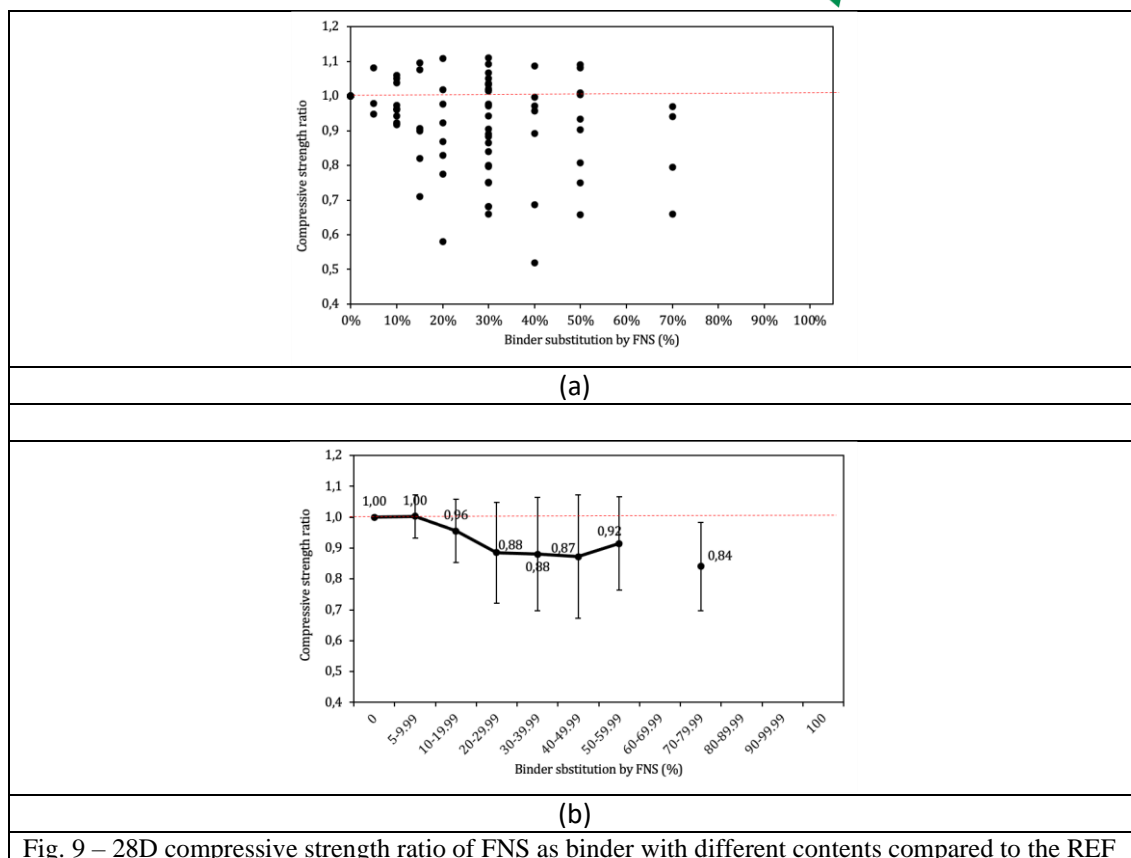 1,2
1,1
1,0
0,9
0,8
0,7
0,6
0,5
0,4
Compressive strength ratio
0% 10% 20% 30% 40% 50% 60% 70% 80% 90% 100%
Binder substitution by FNS (%)
(a)
1,2
1,1
1,0
0,9
0,8
0,7
0,6
0,5
0,4
Compressive strength ratio
1,00 1,00 0,96 0,88 0,88 0,87 0,92 0,84
0 5-9.99 10-19.99 20-29.99 30-39.99 40-49.99 50-59.99 60-69.99 70-79.99 80-89.99 90-99.99 100
Binder sbstitution by FNS (%)
(b)
Fig. 9 – 28D compressive strength ratio of FNS as binder with different contents compared to the REF